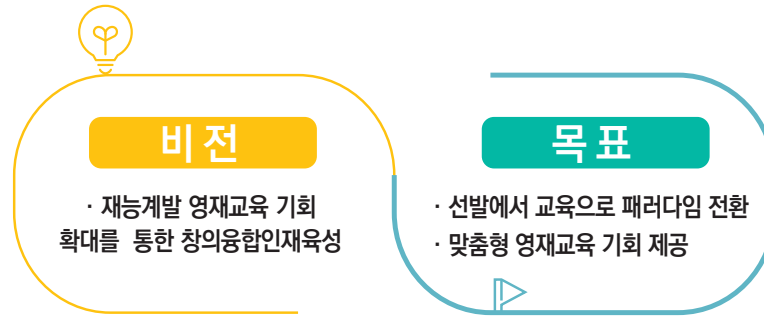 비전
· 재능계발 영재교육 기회
확대를 통한 창의융합인재육성
목표
· 선발에서 교육으로 패러다임 전환
· 맞춤형 영재교육 기회 제공